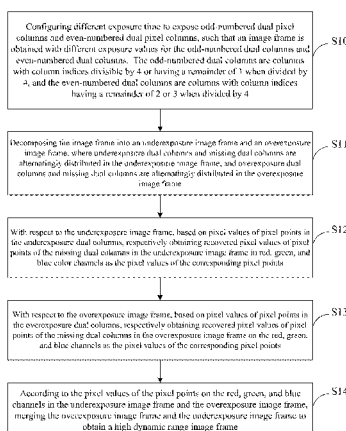 Configuring different exposure time to expose odd-numbered dual pixel
columns and even-numbered dual pixel columns, such that an image frame is
obtained with different exposure values for the odd-numbered dual columns and
even-numbered dual columns. The odd-numbered dual columns are columns
with column indices divisible by 4 or having a remainder of 1 when divided by
4, and the even-numbered dual columns are columns with column indices
having a remainder of 2 or 3 when divided by 4
S10
Decomposing the image frame into an underexposure image frame and an overexposure
image frame, where underexposure dual columns and missing dual columns are
alternatingly distributed in the underexposure image frame, and overexposure dual
columns and missing dual columns are alternatingly distributed in the overexposure
image frame
S11
With respect to the underexposure image frame, based on pixel values of pixel points in
the underexposure dual columns, respectively obtaining recovered pixel values of pixel
points of the missing dual columns in the underexposure image frame in red, green, and
blue color channels as the pixel values of the corresponding pixel points
S12
With respect to the overexposure image frame, based on pixel values of pixel points in
the overexposure dual columns, respectively obtaining recovered pixel values of pixel
points of the missing dual columns in the overexposure image frame on the red, green,
and blue channels as the pixel values of the corresponding pixel points
S13
According to the pixel values of the pixel points on the red, green, and blue
channels in the underexposure image frame and the overexposure image frame,
merging the overexposure image frame and the underexposure image frame to
obtain a high dynamic range image frame
S14